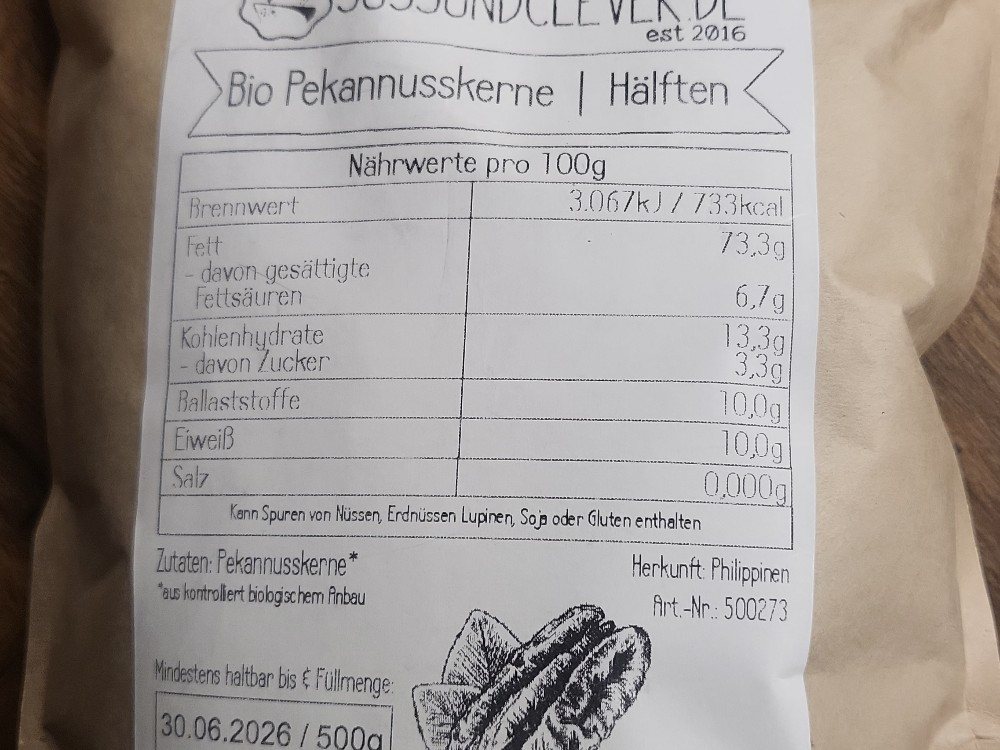 SÜSSUNDCLEVER.DE
est 2016
Bio Pekannusskerne | Hälften
Nährwerte pro 100g
Brennwert 3.067kJ / 733kcal
Fett 73,3g
- davon gesättigte
Fettsäuren 6,7g
Kohlenhydrate 13,3g
- davon Zucker 3,3g
Ballaststoffe 10,0g
Eiweiß 10,0g
Salz 0,000g
Kann Spuren von Nüssen, Erdnüssen Lupinen, Soja oder Gluten enthalten
Zutaten: Pekannusskerne*
*aus kontrolliert biologischem Anbau
Herkunft: Philippinen
Art.-Nr.: 500273
Mindestens haltbar bis & Füllmenge:
30.06.2026 / 500g